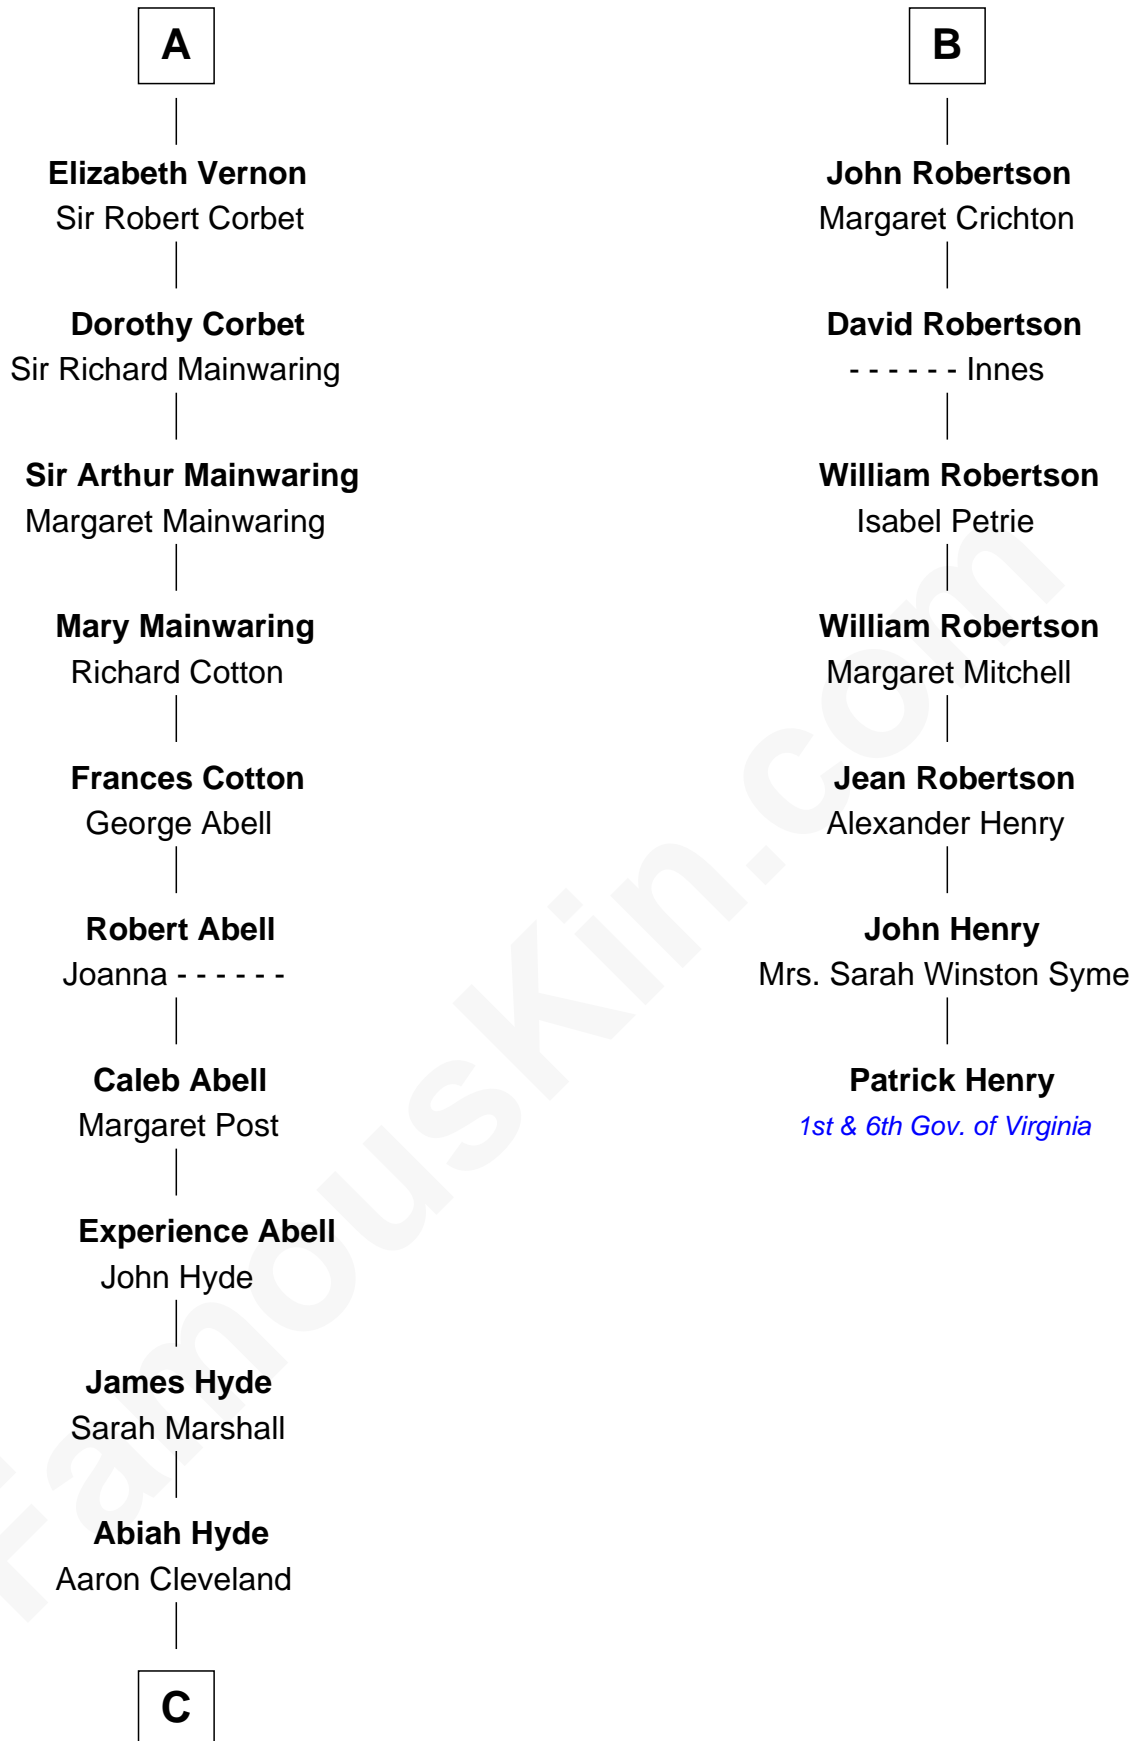 A
Elizabeth Vernon
Sir Robert Corbet
Dorothy Corbet
Sir Richard Mainwaring
Sir Arthur Mainwaring
Margaret Mainwaring
Mary Mainwaring
Richard Cotton
Frances Cotton
George Abell
Robert Abell
Joanna - - - - - -
Caleb Abell
Margaret Post
Experience Abell
John Hyde
James Hyde
Sarah Marshall
Abiah Hyde
Aaron Cleveland
C
B
John Robertson
Margaret Crichton
David Robertson
- - - - - - Innes
William Robertson
Isabel Petrie
William Robertson
Margaret Mitchell
Jean Robertson
Alexander Henry
John Henry
Mrs. Sarah Winston Syme
Patrick Henry
1st & 6th Gov. of Virginia
FamousKin.com